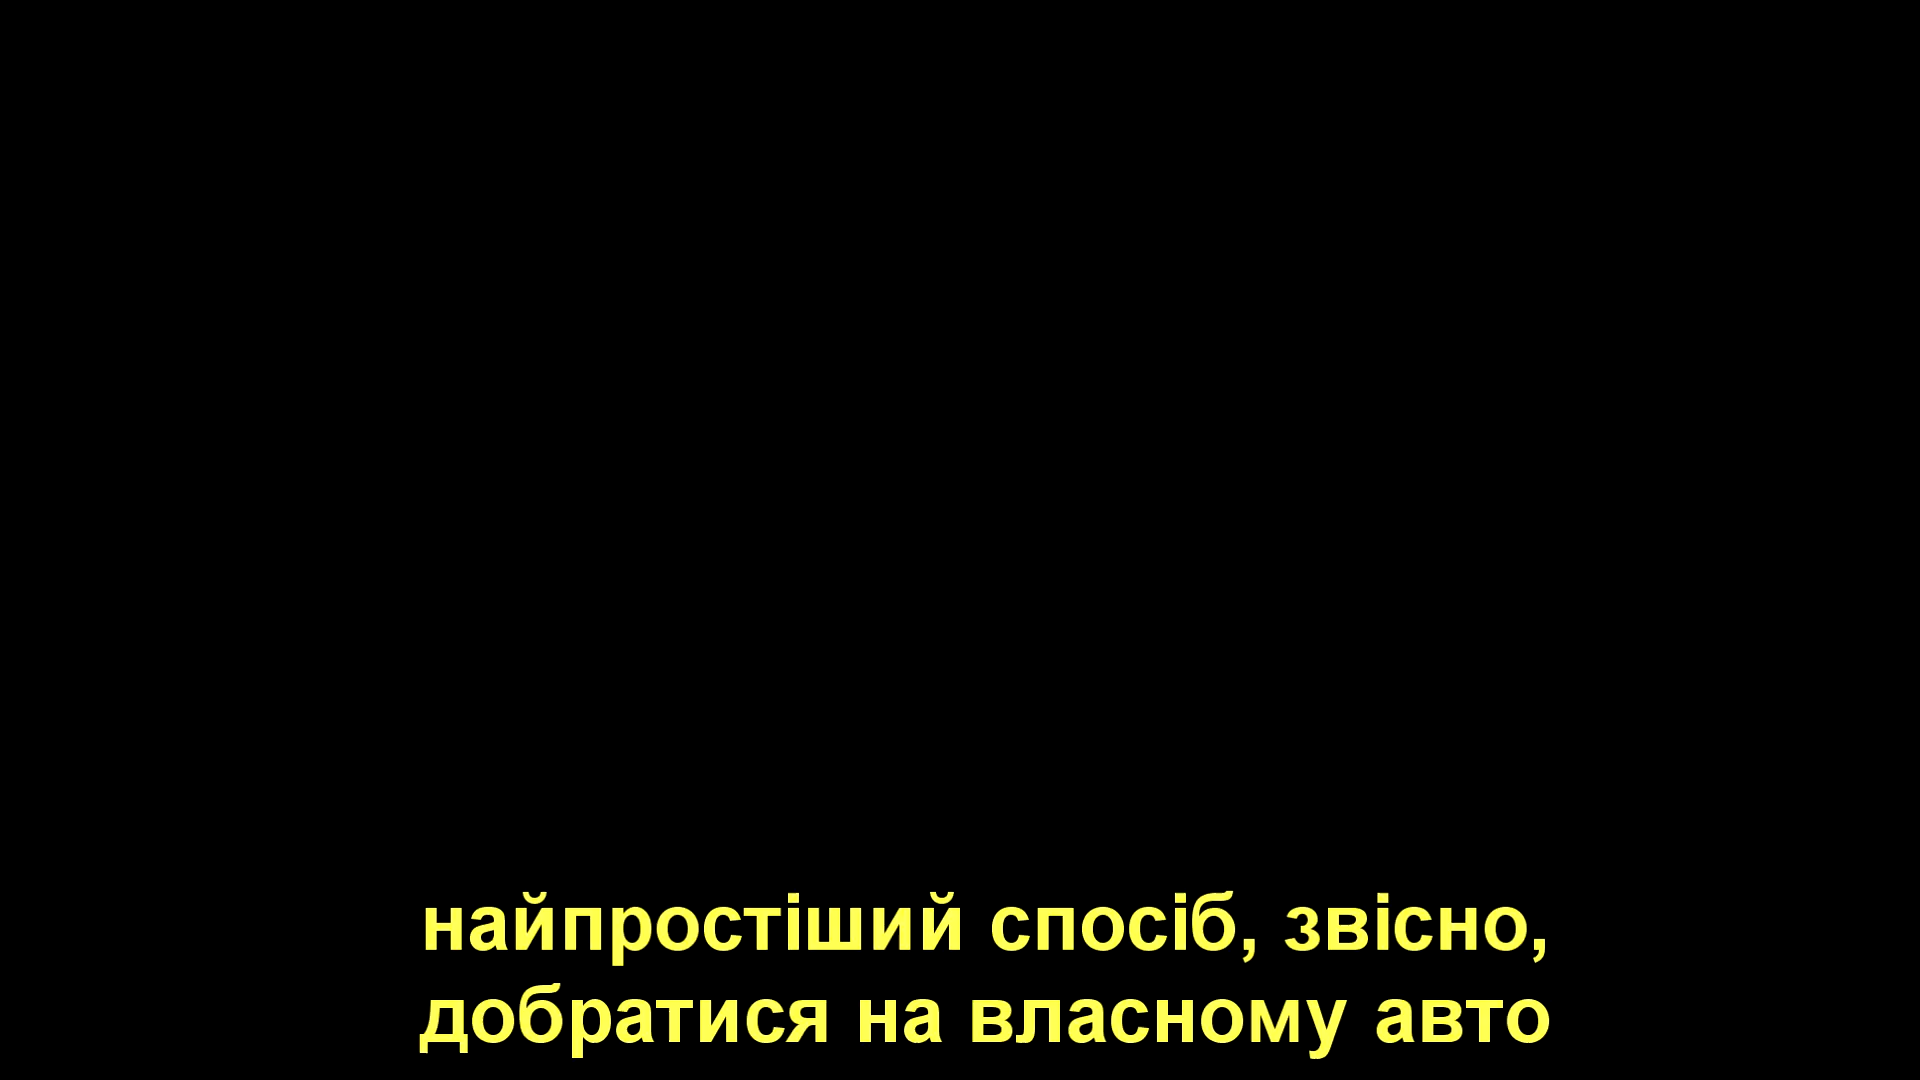 найпростіший спосіб, звісно,
добратися на власному авто